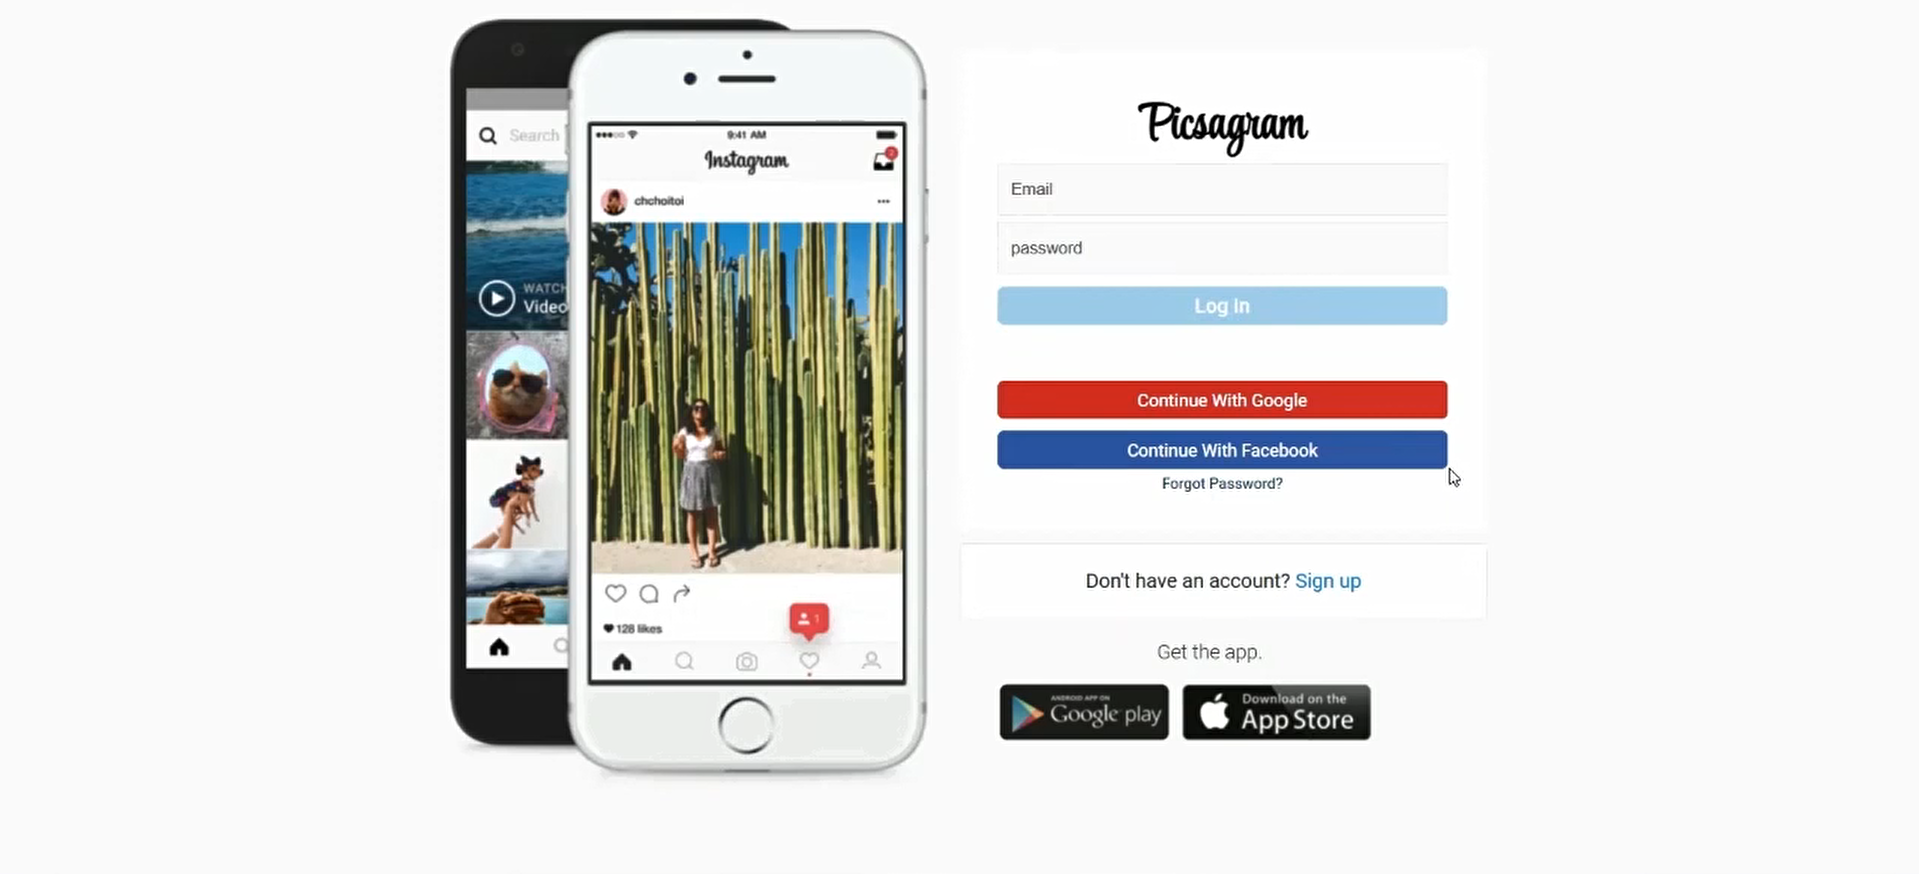 Search
WATCH
Video
9:41 AM
Instagram
2
chchoitoi
1
128 likes
Picsagram
Email
password
Log In
Continue With Google
Continue With Facebook
Forgot Password?
Don't have an account? Sign up
Get the app.
ANDROID APP ON
Google play
Download on the
App Store